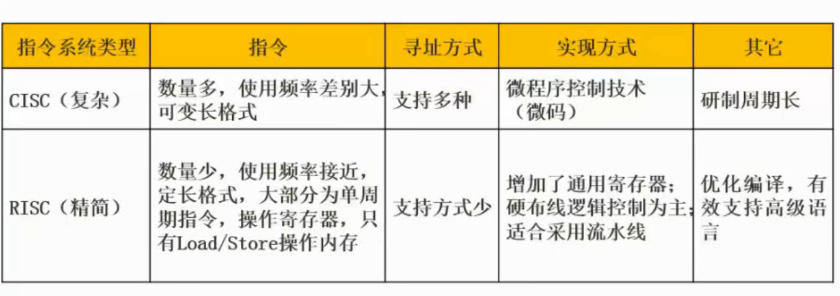 指令系统类型 指令 寻址方式 实现方式 其它
CISC（复杂） 数量多，使用频率差别大，
可变长格式 支持多种 微程序控制技术
（微码） 研制周期长
RISC（精简） 数量少，使用频率接近，
定长格式，大部分为单周
期指令，操作寄存器，只
有Load/Store操作内存 支持方式少 增加了通用寄存器；
硬布线逻辑控制为主；
适合采用流水线 优化编译，有
效支持高级语
言